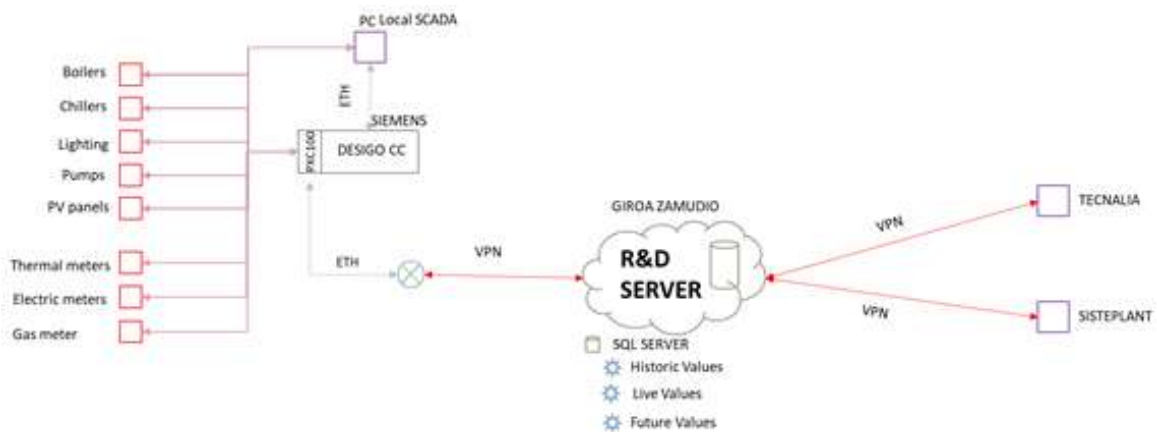 PC Local SCADA
Boilers
Chillers
Lighting
Pumps
PV panels
Thermal meters
Electric meters
Gas meter
ETH
SIEMENS
PXC100
DESIGO CC
ETH
VPN
GIROA ZAMUDIO
R&D
SERVER
SQL SERVER
Historic Values
Live Values
Future Values
VPN
TECNALIA
VPN
SISTEPLANT